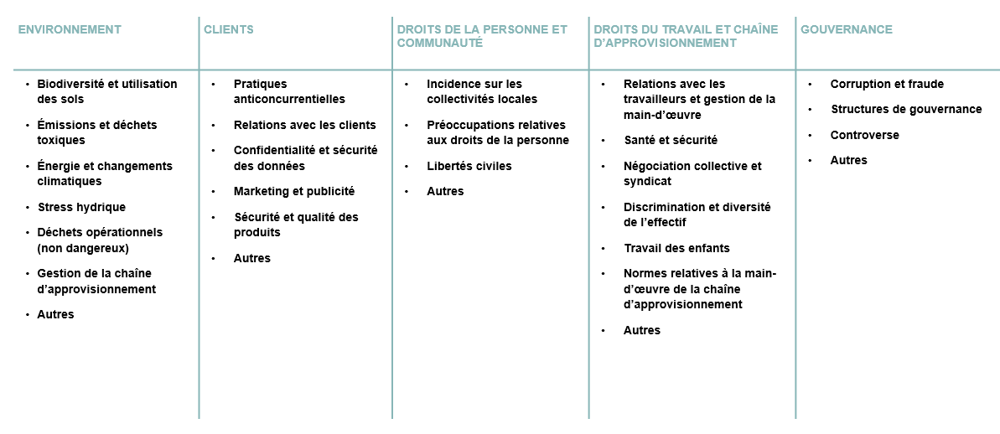 ENVIRONNEMENT
• Biodiversité et utilisation
des sols
• Émissions et déchets
toxiques
• Énergie et changements
climatiques
• Stress hydrique
• Déchets opérationnels
(non dangereux)
• Gestion de la chaîne
d’approvisionnement
• Autres
CLIENTS
• Pratiques
anticoncurrentielles
• Relations avec les clients
• Confidentialité et sécurité
des données
• Marketing et publicité
• Sécurité et qualité des
produits
• Autres
DROITS DE LA PERSONNE ET
COMMUNAUTÉ
• Incidence sur les
collectivités locales
• Préoccupations relatives
aux droits de la personne
• Libertés civiles
• Autres
DROITS DU TRAVAIL ET CHAÎNE
D’APPROVISIONNEMENT
• Relations avec les
travailleurs et gestion de la
main-d’œuvre
• Santé et sécurité
• Négociation collective et
syndicat
• Discrimination et diversité
de l’effectif
• Travail des enfants
• Normes relatives à la main-
d’œuvre de la chaîne
d’approvisionnement
• Autres
GOUVERNANCE
• Corruption et fraude
• Structures de gouvernance
• Controverse
• Autres